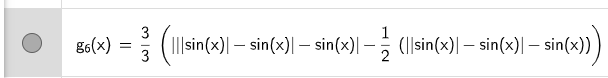 g₆(x) = 3/3 (|||sin(x)| – sin(x)| – sin(x)| – 1/2 (||sin(x)| – sin(x)| – sin(x)))